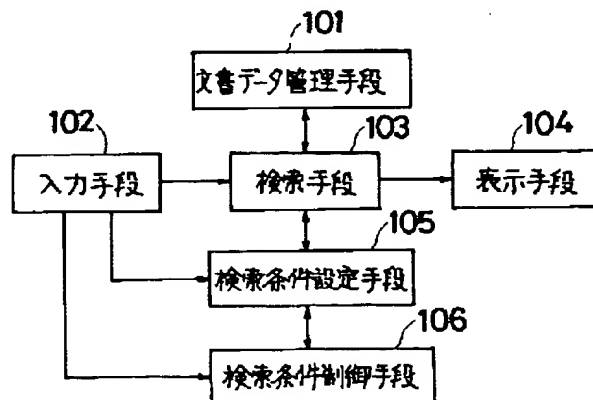 101
文書データ管理手段
102
103
104
入力手段
検索手段
表示手段
105
検索条件設定手段
106
検索条件制御手段